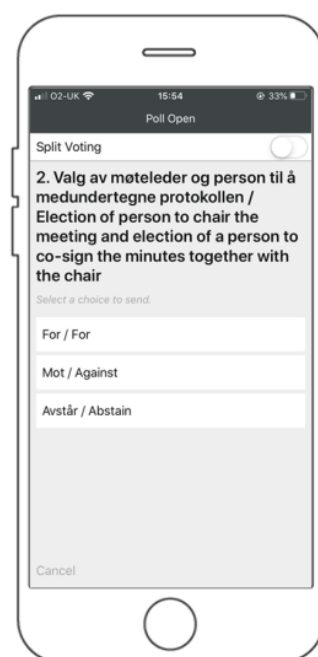 O2-UK 15:54 33%
Poll Open
Split Voting
2. Valg av møteleder og person til å
medundertegne protokollen /
Election of person to chair the
meeting and election of a person to
co-sign the minutes together with
the chair
Select a choice to send.
For / For
Mot / Against
Avstår / Abstain
Cancel